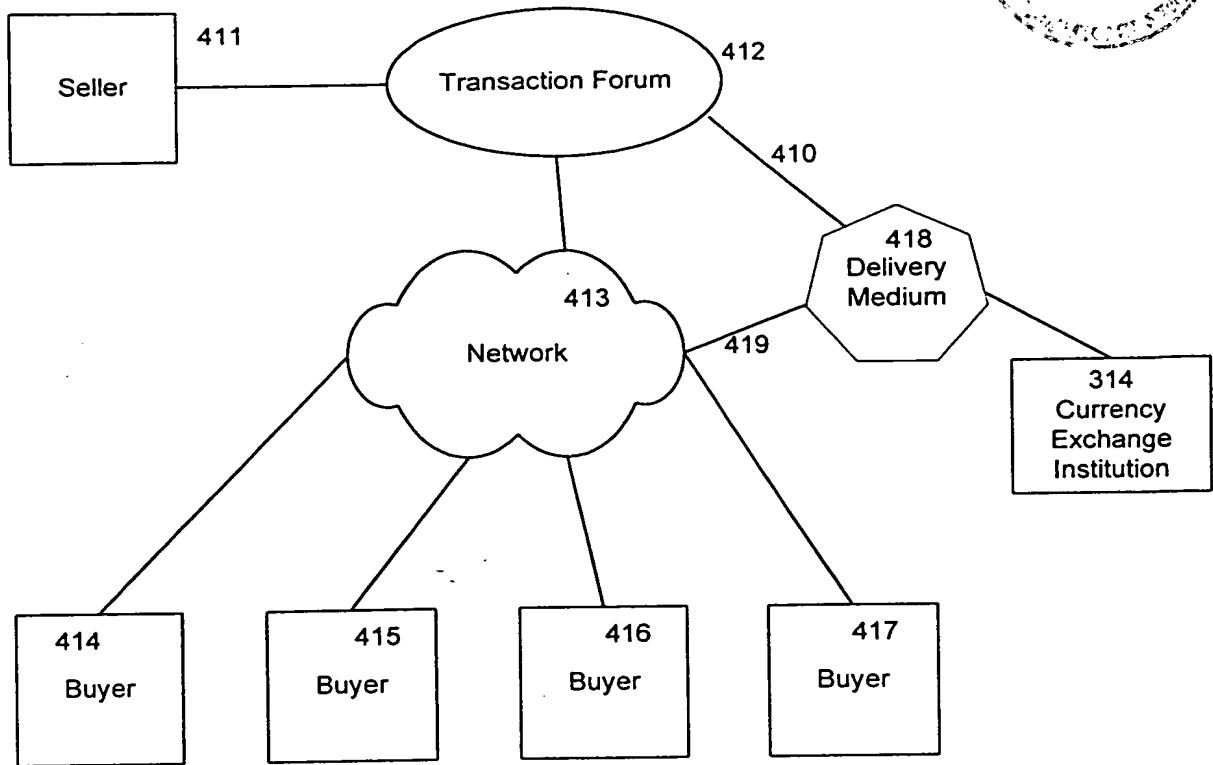 411
Seller
Transaction Forum
412
410
418
Delivery
Medium
413
Network
419
314
Currency
Exchange
Institution
414
Buyer
415
Buyer
416
Buyer
417
Buyer